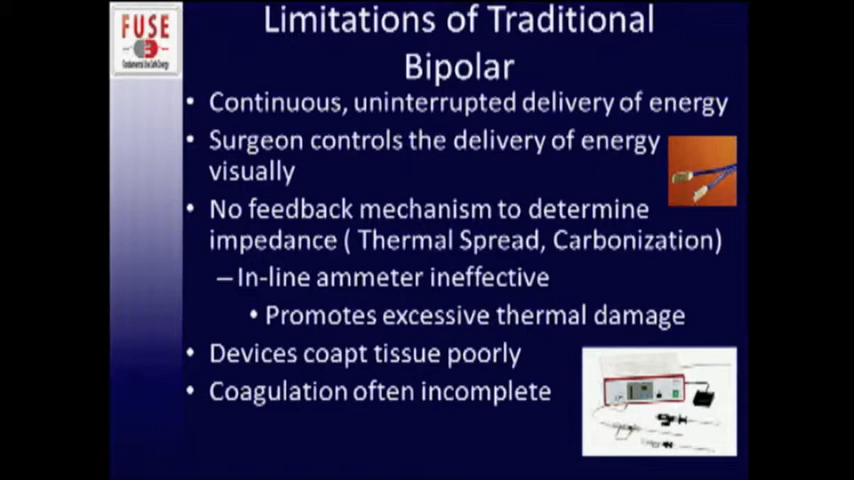 FUSE
Limitations of Traditional
Bipolar
• Continuous, uninterrupted delivery of energy
• Surgeon controls the delivery of energy
visually
• No feedback mechanism to determine
impedance ( Thermal Spread, Carbonization)
– In-line ammeter ineffective
• Promotes excessive thermal damage
• Devices coapt tissue poorly
• Coagulation often incomplete